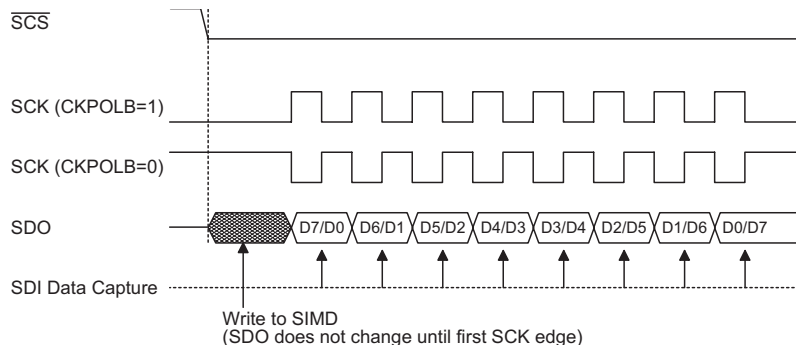 SCS
SCK (CKPOLB=1)
SCK (CKPOLB=0)
SDO D7/D0 D6/D1 D5/D2 D4/D3 D3/D4 D2/D5 D1/D6 D0/D7
SDI Data Capture
Write to SIMD
(SDO does not change until first SCK edge)